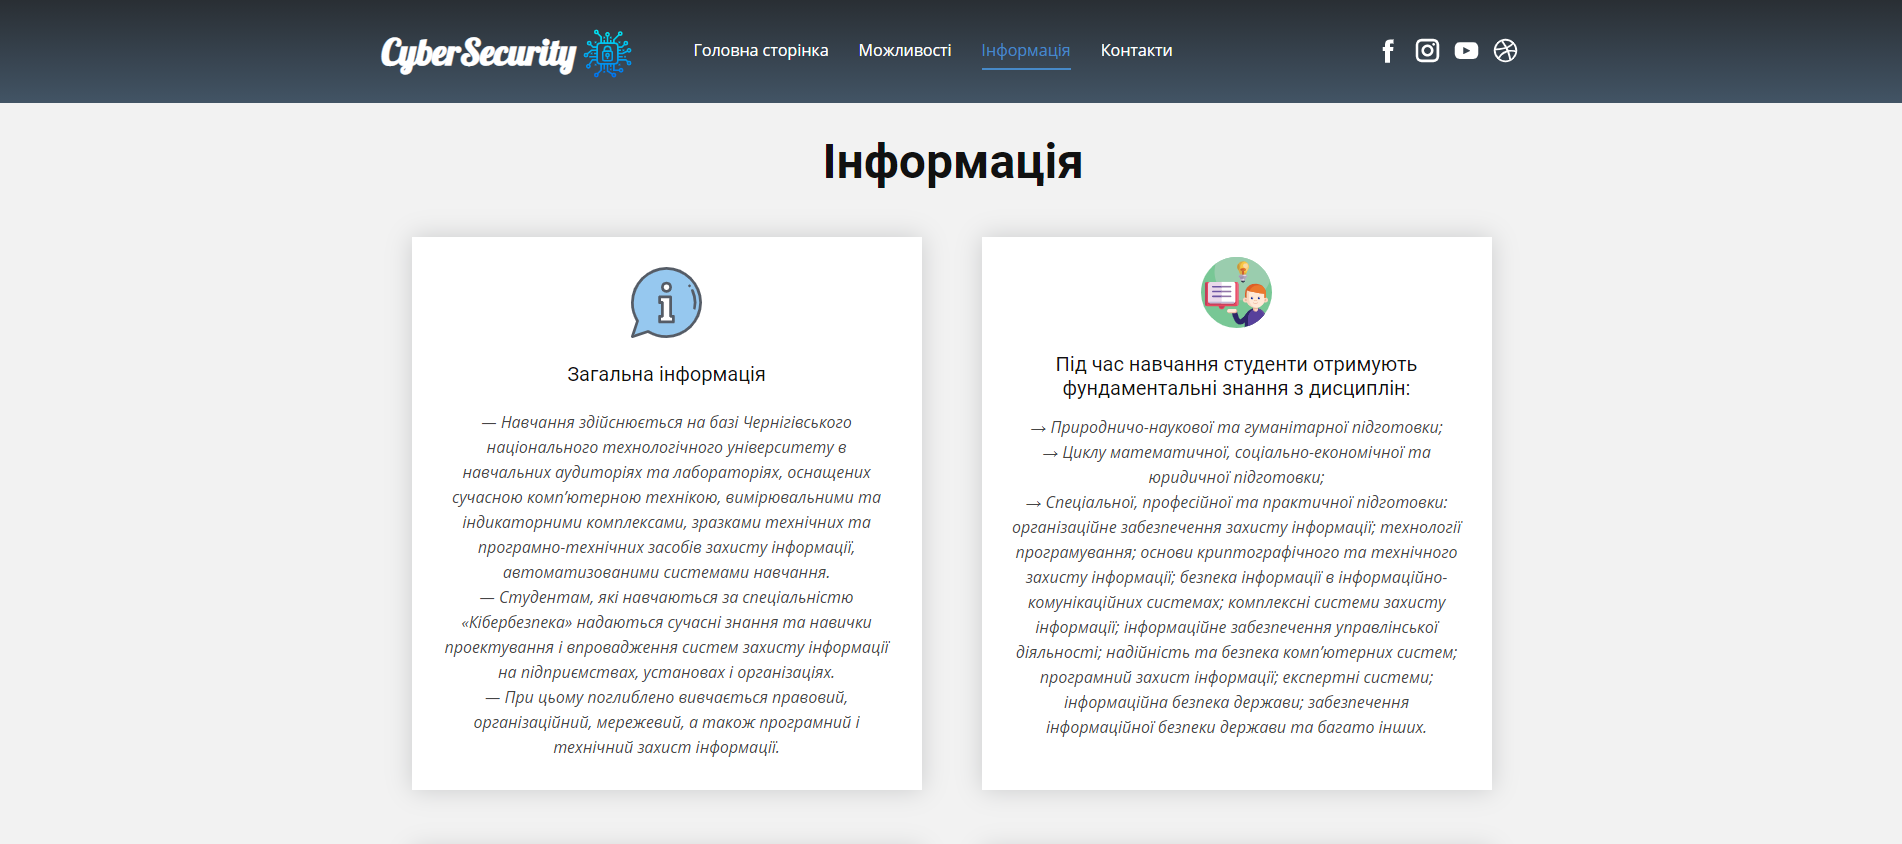 CyberSecurity
Головна сторінка
Можливості
Інформація
Контакти
Інформація
Загальна інформація
— Навчання здійснюється на базі Чернігівського
національного технологічного університету в
навчальних аудиторіях та лабораторіях, оснащених
сучасною комп’ютерною технікою, вимірювальними та
індикаторними комплексами, зразками технічних та
програмно-технічних засобів захисту інформації,
автоматизованими системами навчання.
— Студентам, які навчаються за спеціальністю
«Кібербезпека» надаються сучасні знання та навички
проектування і впровадження систем захисту інформації
на підприємствах, установах і організаціях.
— При цьому поглиблено вивчається правовий,
організаційний, мережевий, а також програмний і
технічний захист інформації.
Під час навчання студенти отримують
фундаментальні знання з дисциплін:
→ Природничо-наукової та гуманітарної підготовки;
→ Циклу математичної, соціально-економічної та
юридичної підготовки;
→ Спеціальної, професійної та практичної підготовки:
організаційне забезпечення захисту інформації; технології
програмування; основи криптографічного та технічного
захисту інформації; безпека інформації в інформаційно-
комунікаційних системах; комплексні системи захисту
інформації; інформаційне забезпечення управлінської
діяльності; надійність та безпека комп’ютерних систем;
програмний захист інформації; експертні системи;
інформаційна безпека держави; забезпечення
інформаційної безпеки держави та багато інших.